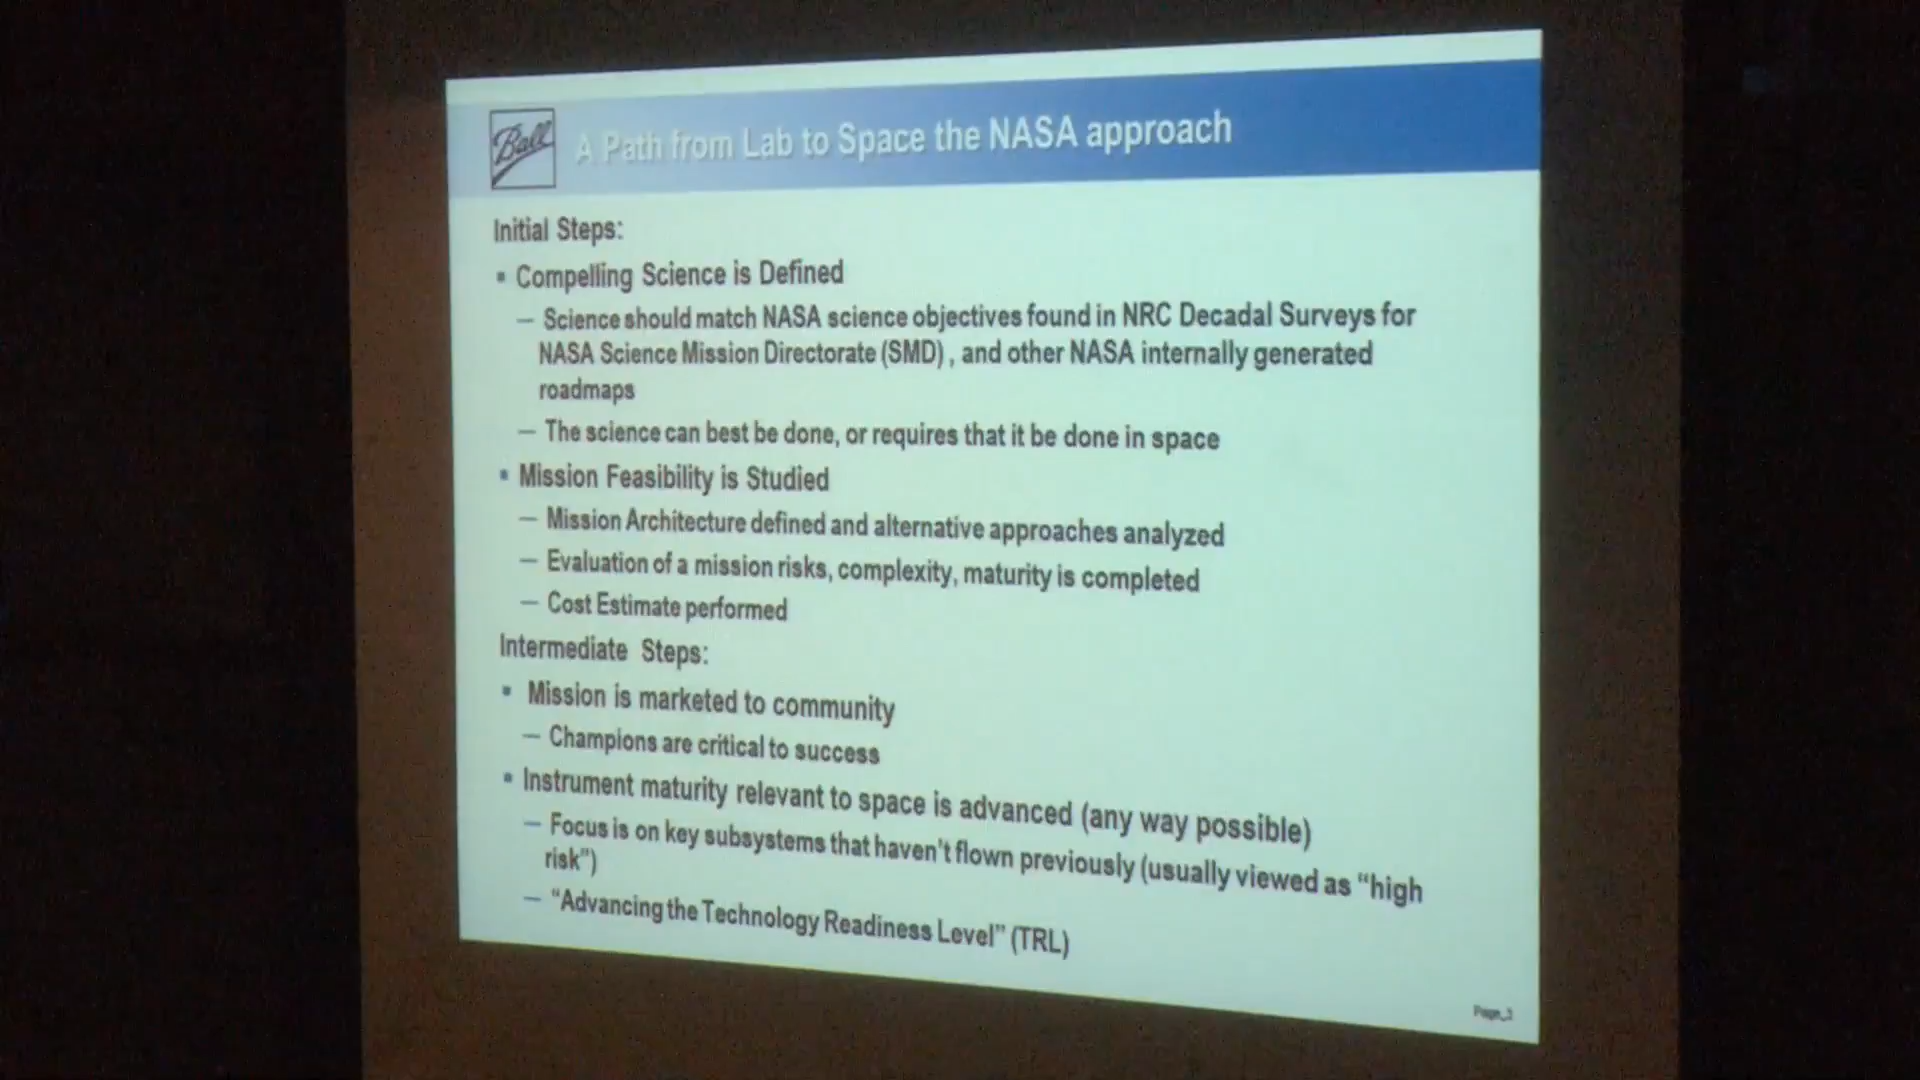 Ball
A Path from Lab to Space the NASA approach
Initial Steps:
▪ Compelling Science is Defined
– Science should match NASA science objectives found in NRC Decadal Surveys for
NASA Science Mission Directorate (SMD) , and other NASA internally generated
roadmaps
– The science can best be done, or requires that it be done in space
▪ Mission Feasibility is Studied
– Mission Architecture defined and alternative approaches analyzed
– Evaluation of a mission risks, complexity, maturity is completed
– Cost Estimate performed
Intermediate Steps:
▪ Mission is marketed to community
– Champions are critical to success
▪ Instrument maturity relevant to space is advanced (any way possible)
– Focus is on key subsystems that haven't flown previously (usually viewed as "high
risk")
– "Advancing the Technology Readiness Level" (TRL)